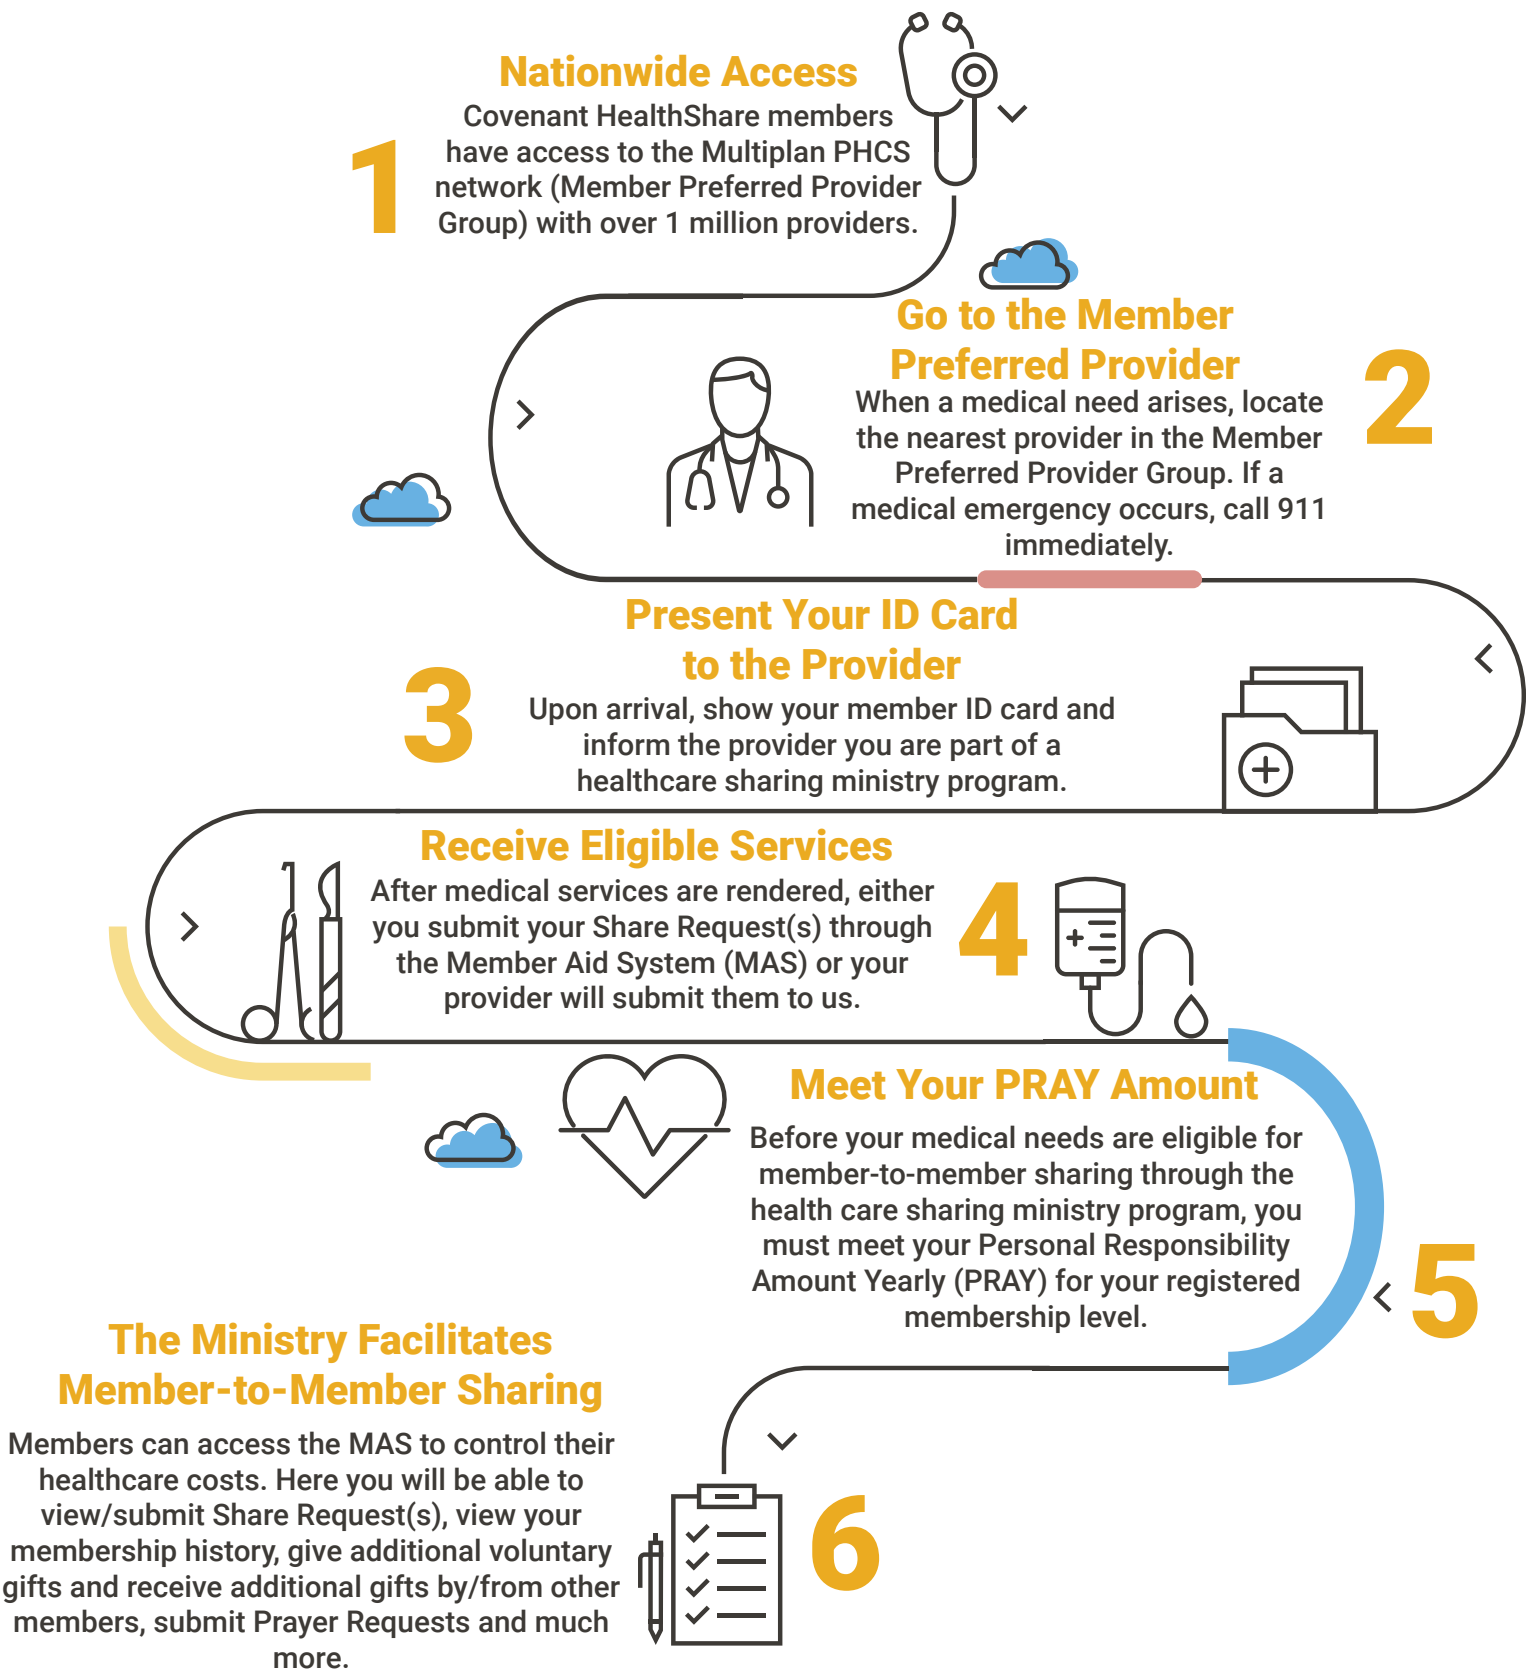 Nationwide Access
Covenant HealthShare members
have access to the Multiplan PHCS
network (Member Preferred Provider
Group) with over 1 million providers.
1
Go to the Member
Preferred Provider
When a medical need arises, locate
the nearest provider in the Member
Preferred Provider Group. If a
medical emergency occurs, call 911
immediately.
2
Present Your ID Card
to the Provider
3
Upon arrival, show your member ID card and
inform the provider you are part of a
healthcare sharing ministry program.
Receive Eligible Services
After medical services are rendered, either
you submit your Share Request(s) through
the Member Aid System (MAS) or your
provider will submit them to us.
4
Meet Your PRAY Amount
Before your medical needs are eligible for
member-to-member sharing through the
health care sharing ministry program, you
must meet your Personal Responsibility
Amount Yearly (PRAY) for your registered
membership level.
5
The Ministry Facilitates
Member-to-Member Sharing
Members can access the MAS to control their
healthcare costs. Here you will be able to
view/submit Share Request(s), view your
membership history, give additional voluntary
gifts and receive additional gifts by/from other
members, submit Prayer Requests and much
more.
6